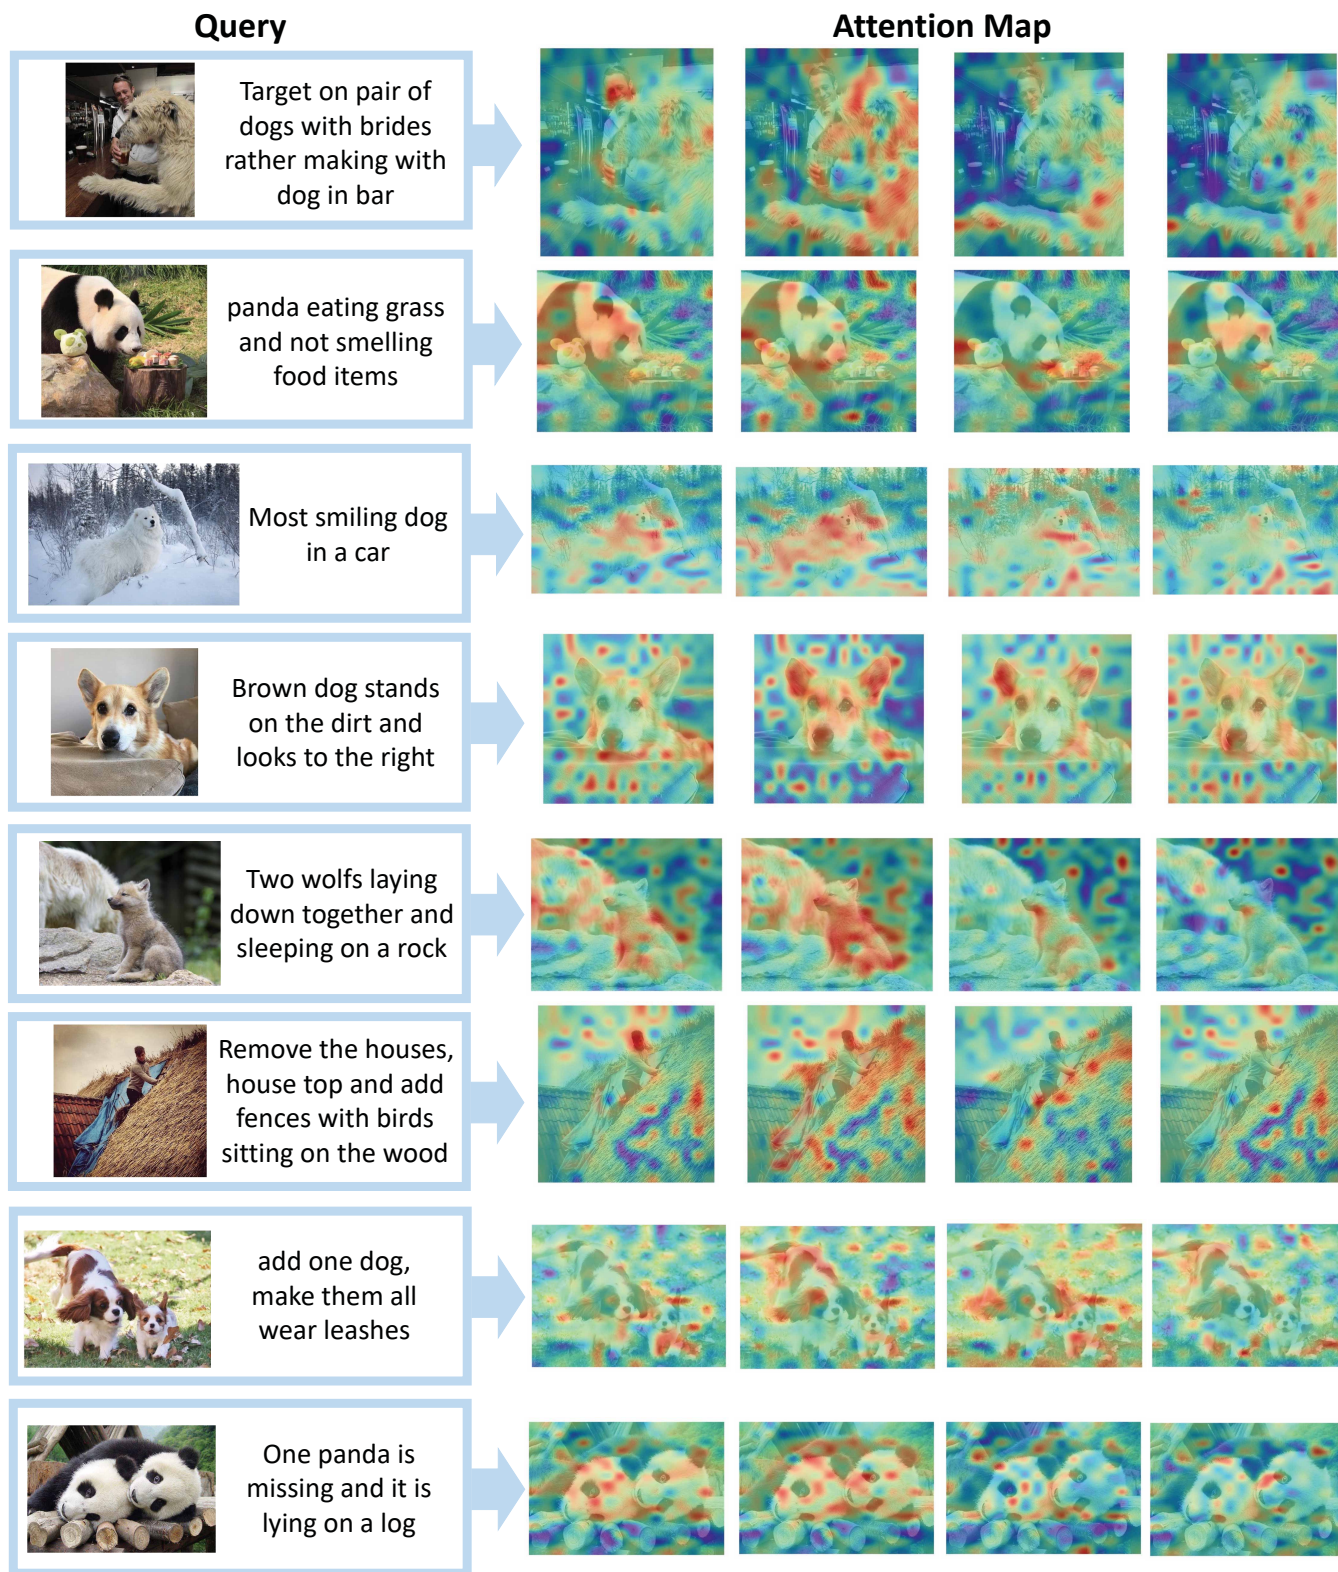 Query
Attention Map
Target on pair of
dogs with brides
rather making with
dog in bar
panda eating grass
and not smelling
food items
Most smiling dog
in a car
Brown dog stands
on the dirt and
looks to the right
Two wolfs laying
down together and
sleeping on a rock
Remove the houses,
house top and add
fences with birds
sitting on the wood
add one dog,
make them all
wear leashes
One panda is
missing and it is
lying on a log